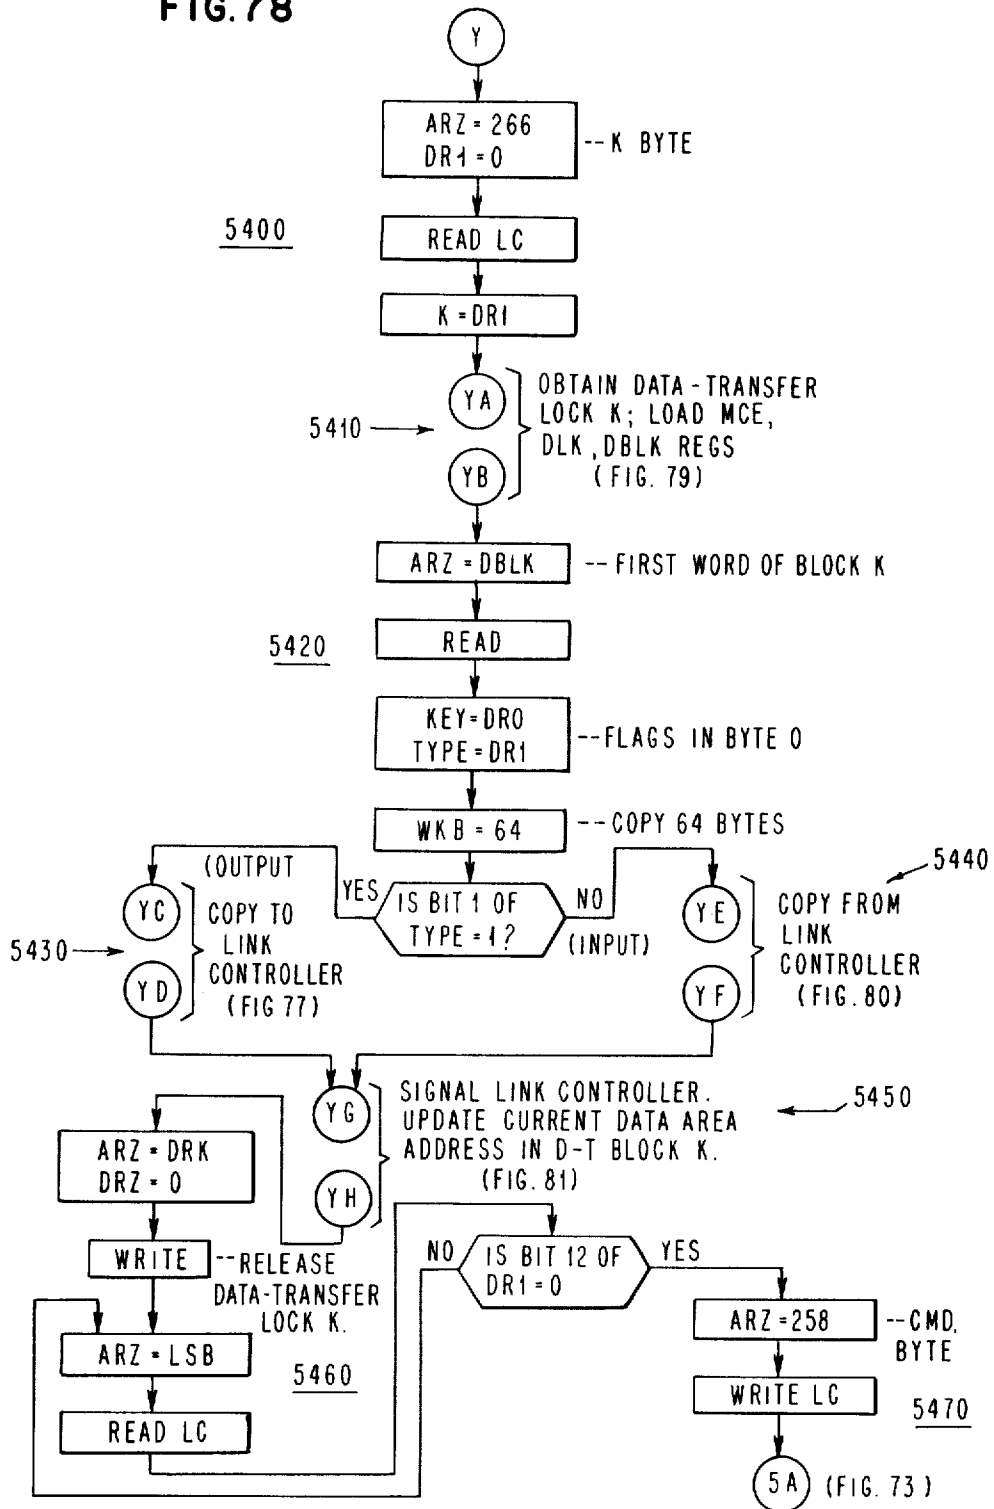 FIG. 78
Y
ARZ = 266
DR1 = 0
--K BYTE
5400
READ LC
K = DR1
YA
5410
YB
OBTAIN DATA-TRANSFER
LOCK K; LOAD MCE,
DLK, DBLK REGS
(FIG. 79)
ARZ = DBLK
--FIRST WORD OF BLOCK K
5420
READ
KEY=DR0
TYPE=DR1
--FLAGS IN BYTE 0
WKB = 64
--COPY 64 BYTES
(OUTPUT
YES
IS BIT 1 OF
TYPE = 1?
NO
(INPUT)
5430
YC
YD
COPY TO
LINK
CONTROLLER
(FIG 77)
5440
YE
YF
COPY FROM
LINK
CONTROLLER
(FIG. 80)
YG
YH
SIGNAL LINK CONTROLLER.
UPDATE CURRENT DATA AREA
ADDRESS IN D-T BLOCK K.
(FIG. 81)
5450
ARZ = DRK
DRZ = 0
WRITE
--RELEASE
DATA-TRANSFER
LOCK K.
ARZ = LSB
5460
READ LC
NO
IS BIT 12 OF
DR1 = 0
YES
ARZ = 258
--CMD.
BYTE
WRITE LC
5470
5A
(FIG. 73)